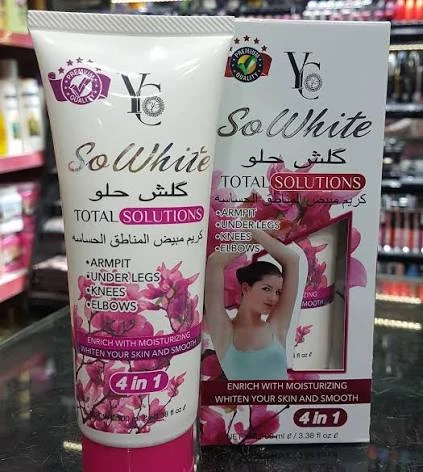 PREMIUM
QUALITY
YC
So White
گلش حلو
TOTAL SOLUTIONS
كريم مبيض المناطق الحساسه
•ARMPIT
•UNDER LEGS
•KNEES
•ELBOWS
ENRICH WITH MOISTURIZING
WHITEN YOUR SKIN AND SMOOTH
4 in 1
PREMIUM
QUALITY
YC
So White
گلش حلو
TOTAL SOLUTIONS
كريم مبيض المناطق الحساسه
•ARMPIT
•UNDER LEGS
•KNEES
•ELBOWS
ENRICH WITH MOISTURIZING
WHITEN YOUR SKIN AND SMOOTH
4 in 1
/ 3.38 fl oz ℮